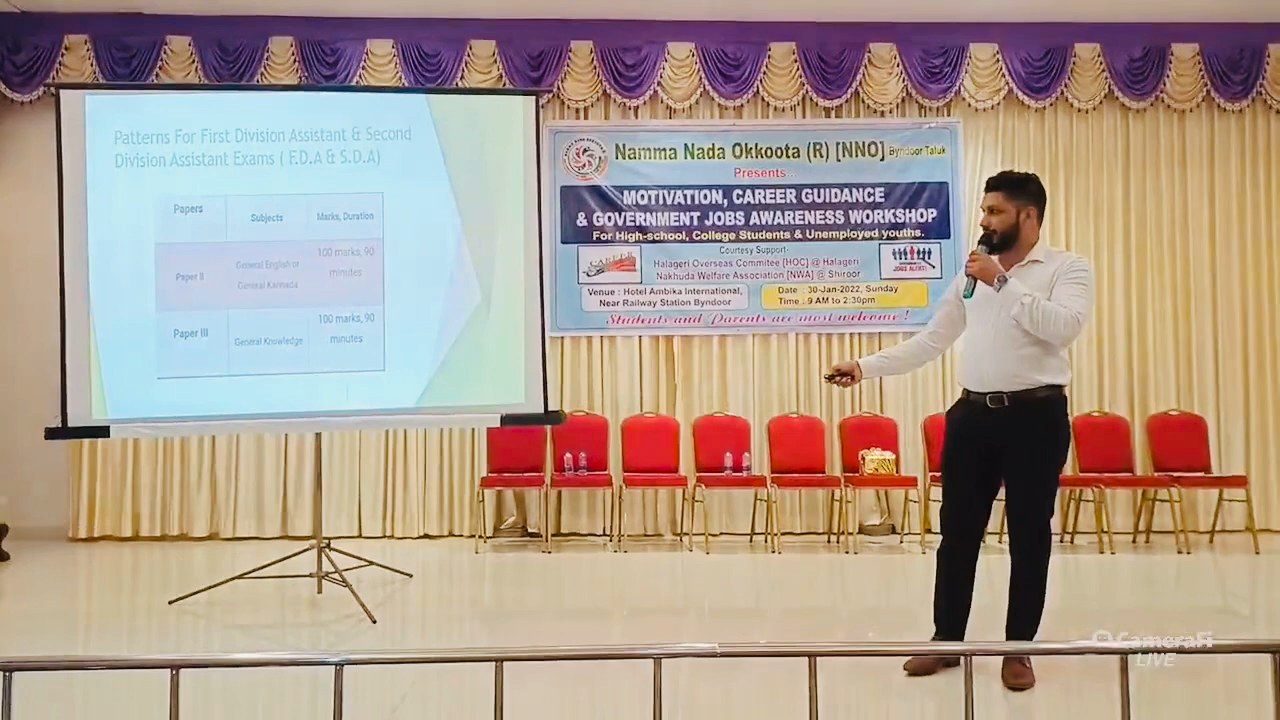 Patterns For First Division Assistant & Second
Division Assistant Exams ( F.D.A & S.D.A)
Papers
Subjects
Marks, Duration
Paper II
General English or
General Kannada
100 marks, 90
minutes
Paper III
General Knowledge
100 marks, 90
minutes
Namma Nada Okkoota (R) [NNO] Byndoor Taluk
Presents..
MOTIVATION, CAREER GUIDANCE
& GOVERNMENT JOBS AWARENESS WORKSHOP
For High-school, College Students & Unemployed youths.
Courtesy Support-
Halageri Overseas Commitee [HOC] @ Halageri
Nakhuda Welfare Association [NWA] @ Shiroor
CAREER
JOBS ALERT!
Venue : Hotel Ambika International,
Near Railway Station Byndoor
Date : 30-Jan-2022, Sunday
Time : 9 AM to 2:30pm
Students and Parents are most welcome !
CameraFi
LIVE